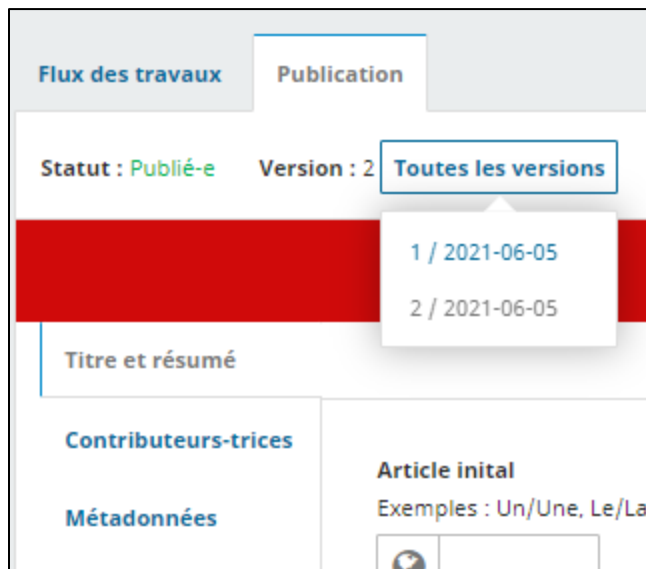 Flux des travaux Publication
Statut : Publié-e Version : 2 Toutes les versions
1 / 2021-06-05
2 / 2021-06-05
Titre et résumé
Contributeurs-trices
Métadonnées
Article inital
Exemples : Un/Une, Le/La